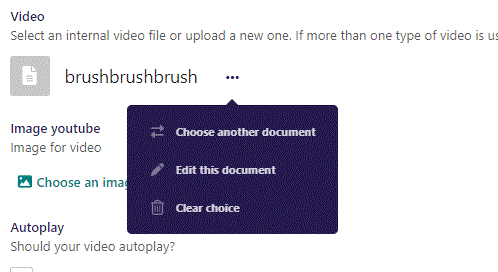 Video
Select an internal video file or upload a new one. If more than one type of video is us
brushbrushbrush
Choose another document
Image youtube
Image for video
Edit this document
Choose an imag
Clear choice
Autoplay
Should your video autoplay?